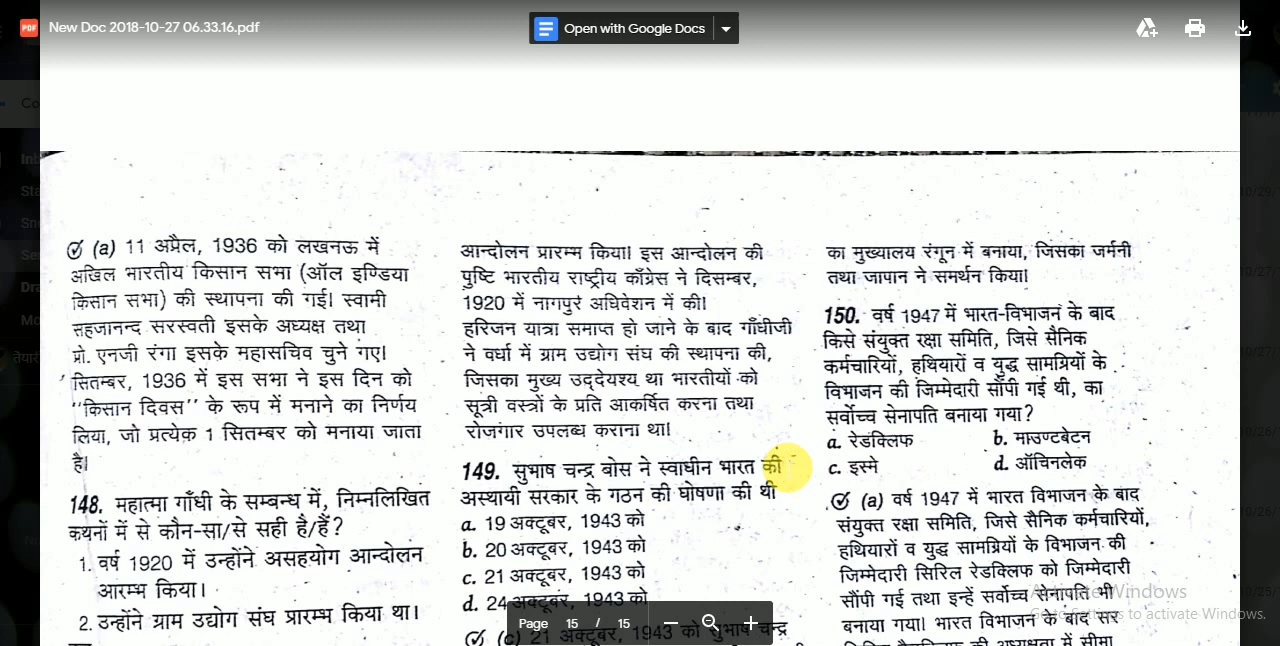 PDF New Doc 2018-10-27 06.33.16.pdf
Open with Google Docs
(a) 11 अप्रैल, 1936 को लखनऊ में
अखिल भारतीय किसान सभा (ऑल इण्डिया
किसान सभा) की स्थापना की गई। स्वामी
सहजानन्द सरस्वती इसके अध्यक्ष तथा
प्रो. एनजी रंगा इसके महासचिव चुने गए।
सितम्बर, 1936 में इस सभा ने इस दिन को
“किसान दिवस” के रूप में मनाने का निर्णय
लिया, जो प्रत्येक 1 सितम्बर को मनाया जाता
है।
148. महात्मा गाँधी के सम्बन्ध में, निम्नलिखित
कथनों में से कौन-सा/से सही है/हैं?
1. वर्ष 1920 में उन्होंने असहयोग आन्दोलन
आरम्भ किया।
2. उन्होंने ग्राम उद्योग संघ प्रारम्भ किया था।
आन्दोलन प्रारम्भ किया। इस आन्दोलन की
पुष्टि भारतीय राष्ट्रीय काँग्रेस ने दिसम्बर,
1920 में नागपुर अधिवेशन में की।
हरिजन यात्रा समाप्त हो जाने के बाद गाँधीजी
ने वर्धा में ग्राम उद्योग संघ की स्थापना की,
जिसका मुख्य उद्देयश्य था भारतीयों को
सूत्री वस्त्रों के प्रति आकर्षित करना तथा
रोजगार उपलब्ध कराना था।
149. सुभाष चन्द्र बोस ने स्वाधीन भारत की
अस्थायी सरकार के गठन की घोषणा की थी
a. 19 अक्टूबर, 1943 को
b. 20 अक्टूबर, 1943 को
c. 21 अक्टूबर, 1943 को
d. 24 अक्टूबर, 1943 को
(c) 21 अक्टूबर, 1943 को सुभाष चन्द्र
का मुख्यालय रंगून में बनाया, जिसका जर्मनी
तथा जापान ने समर्थन किया।
150. वर्ष 1947 में भारत-विभाजन के बाद
किसे संयुक्त रक्षा समिति, जिसे सैनिक
कर्मचारियों, हथियारों व युद्ध सामग्रियों के
विभाजन की जिम्मेदारी सौंपी गई थी, का
सर्वोच्च सेनापति बनाया गया?
a. रेडक्लिफ b. माउण्टबेटन
c. इस्मे d. ऑचिनलेक
(a) वर्ष 1947 में भारत विभाजन के बाद
संयुक्त रक्षा समिति, जिसे सैनिक कर्मचारियों,
हथियारों व युद्ध सामग्रियों के विभाजन की
जिम्मेदारी सिरिल रेडक्लिफ को जिम्मेदारी
सौंपी गई तथा इन्हें सर्वोच्च सेनापति भी
बनाया गया। भारत विभाजन के बाद सर
Activate Windows
Go to Settings to activate Windows.
Page 15 / 15